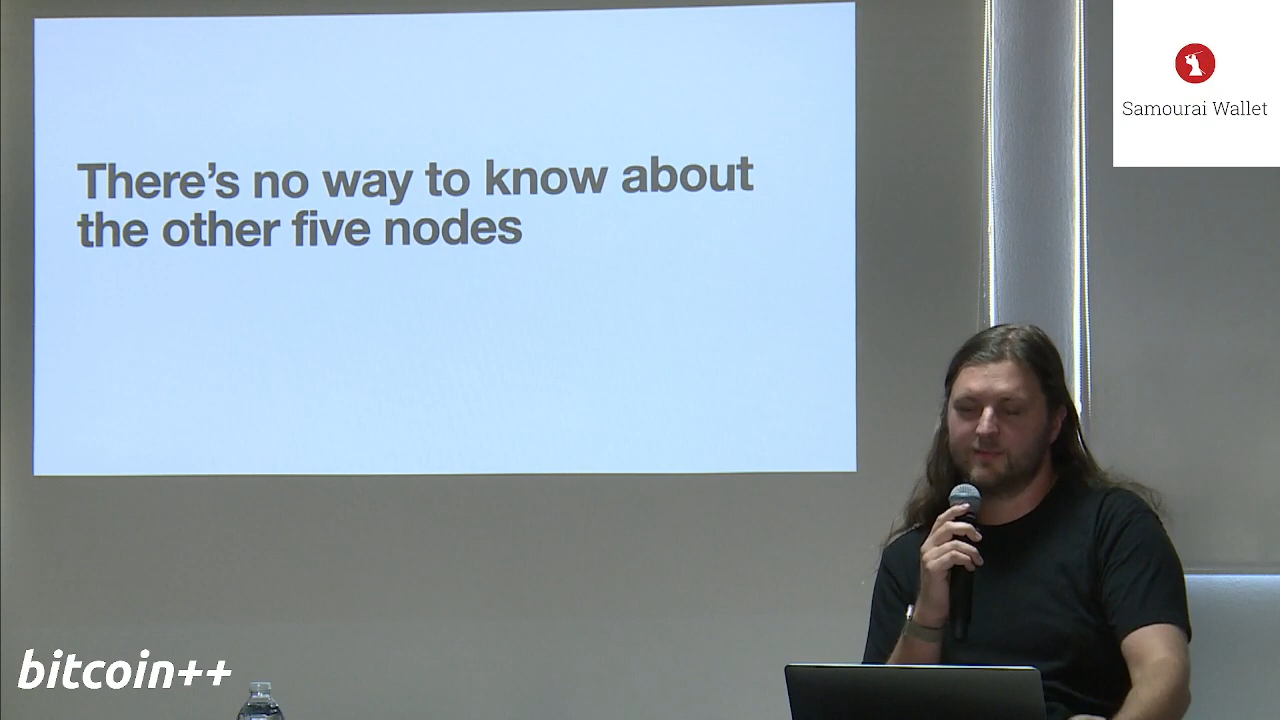 There's no way to know about
the other five nodes
Samourai Wallet
bitcoin++